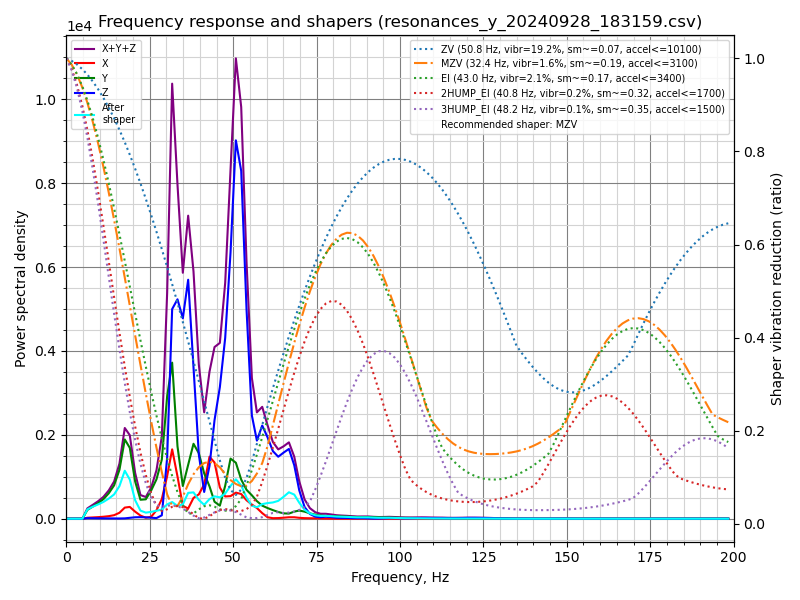 Frequency response and shapers (resonances_y_20240928_183159.csv)
1e4
X+Y+Z
X
Y
Z
After
shaper
ZV (50.8 Hz, vibr=19.2%, sm~=0.07, accel<=10100)
MZV (32.4 Hz, vibr=1.6%, sm~=0.19, accel<=3100)
EI (43.0 Hz, vibr=2.1%, sm~=0.17, accel<=3400)
2HUMP_EI (40.8 Hz, vibr=0.2%, sm~=0.32, accel<=1700)
3HUMP_EI (48.2 Hz, vibr=0.1%, sm~=0.35, accel<=1500)
Recommended shaper: MZV
Power spectral density
1.0
0.8
0.6
0.4
0.2
0.0
1.0
0.8
0.6
0.4
0.2
0.0
Shaper vibration reduction (ratio)
0 25 50 75 100 125 150 175 200
Frequency, Hz